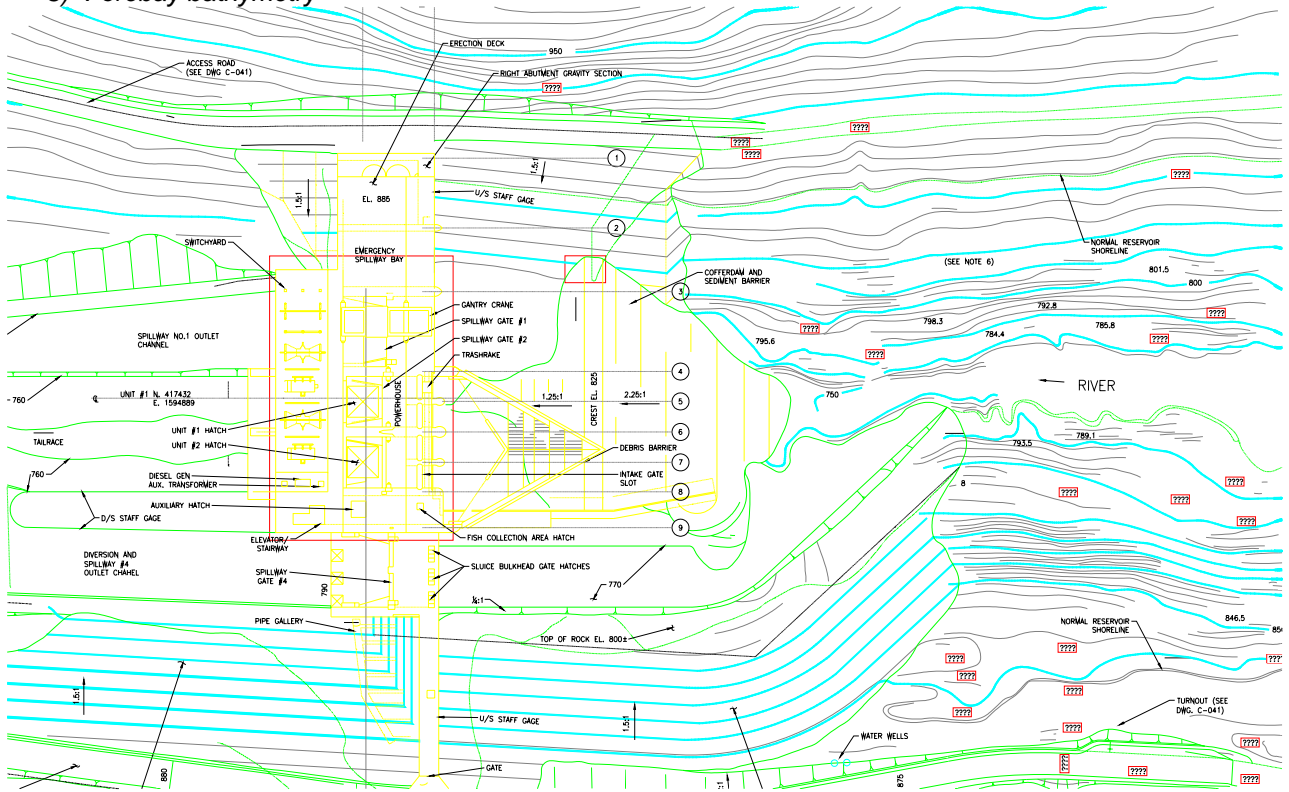 ERECTION DECK
950
ACCESS ROAD
(SEE DWG C-041)
RIGHT ABUTMENT GRAVITY SECTION
????
????
????
????
1
1.5:1
????
1.5:1
EL. 886
U/S STAFF GAGE
2
SWITCHYARD
EMERGENCY
SPILLWAY BAY
NORMAL RESERVOIR
SHORELINE
(SEE NOTE 6)
COFFERDAM AND
SEDIMENT BARRIER
801.5
800
3
GANTRY CRANE
792.8
????
SPILLWAY GATE #1
798.3
????
785.8
SPILLWAY NO.1 OUTLET
CHANNEL
SPILLWAY GATE #2
795.6
784.4
????
TRASHRAKE
????
4
POWERHOUSE
CREST EL. 825
RIVER
760
UNIT #1 N. 417432
E. 1594889
1.25:1
2.25:1
5
750
UNIT #1 HATCH
6
789.1
TAILRACE
793.5
UNIT #2 HATCH
DEBRIS BARRIER
7
760
DIESEL GEN
AUX. TRANSFORMER
INTAKE GATE
SLOT
????
8
8
????
????
AUXILIARY HATCH
D/S STAFF GAGE
????
9
ELEVATOR/
STAIRWAY
FISH COLLECTION AREA HATCH
DIVERSION AND
SPILLWAY #4
OUTLET CHAHEL
SPILLWAY
GATE #4
SLUICE BULKHEAD GATE HATCHES
790
770
¼:1
PIPE GALLERY
846.5
NORMAL RESERVOIR
SHORELINE
TOP OF ROCK EL. 800±
????
????
????
????
1.5:1
????
TURNOUT (SEE
DWG. C-041)
U/S STAFF GAGE
1.5:1
????
????
WATER WELLS
????
GATE
????
????
880
875
????